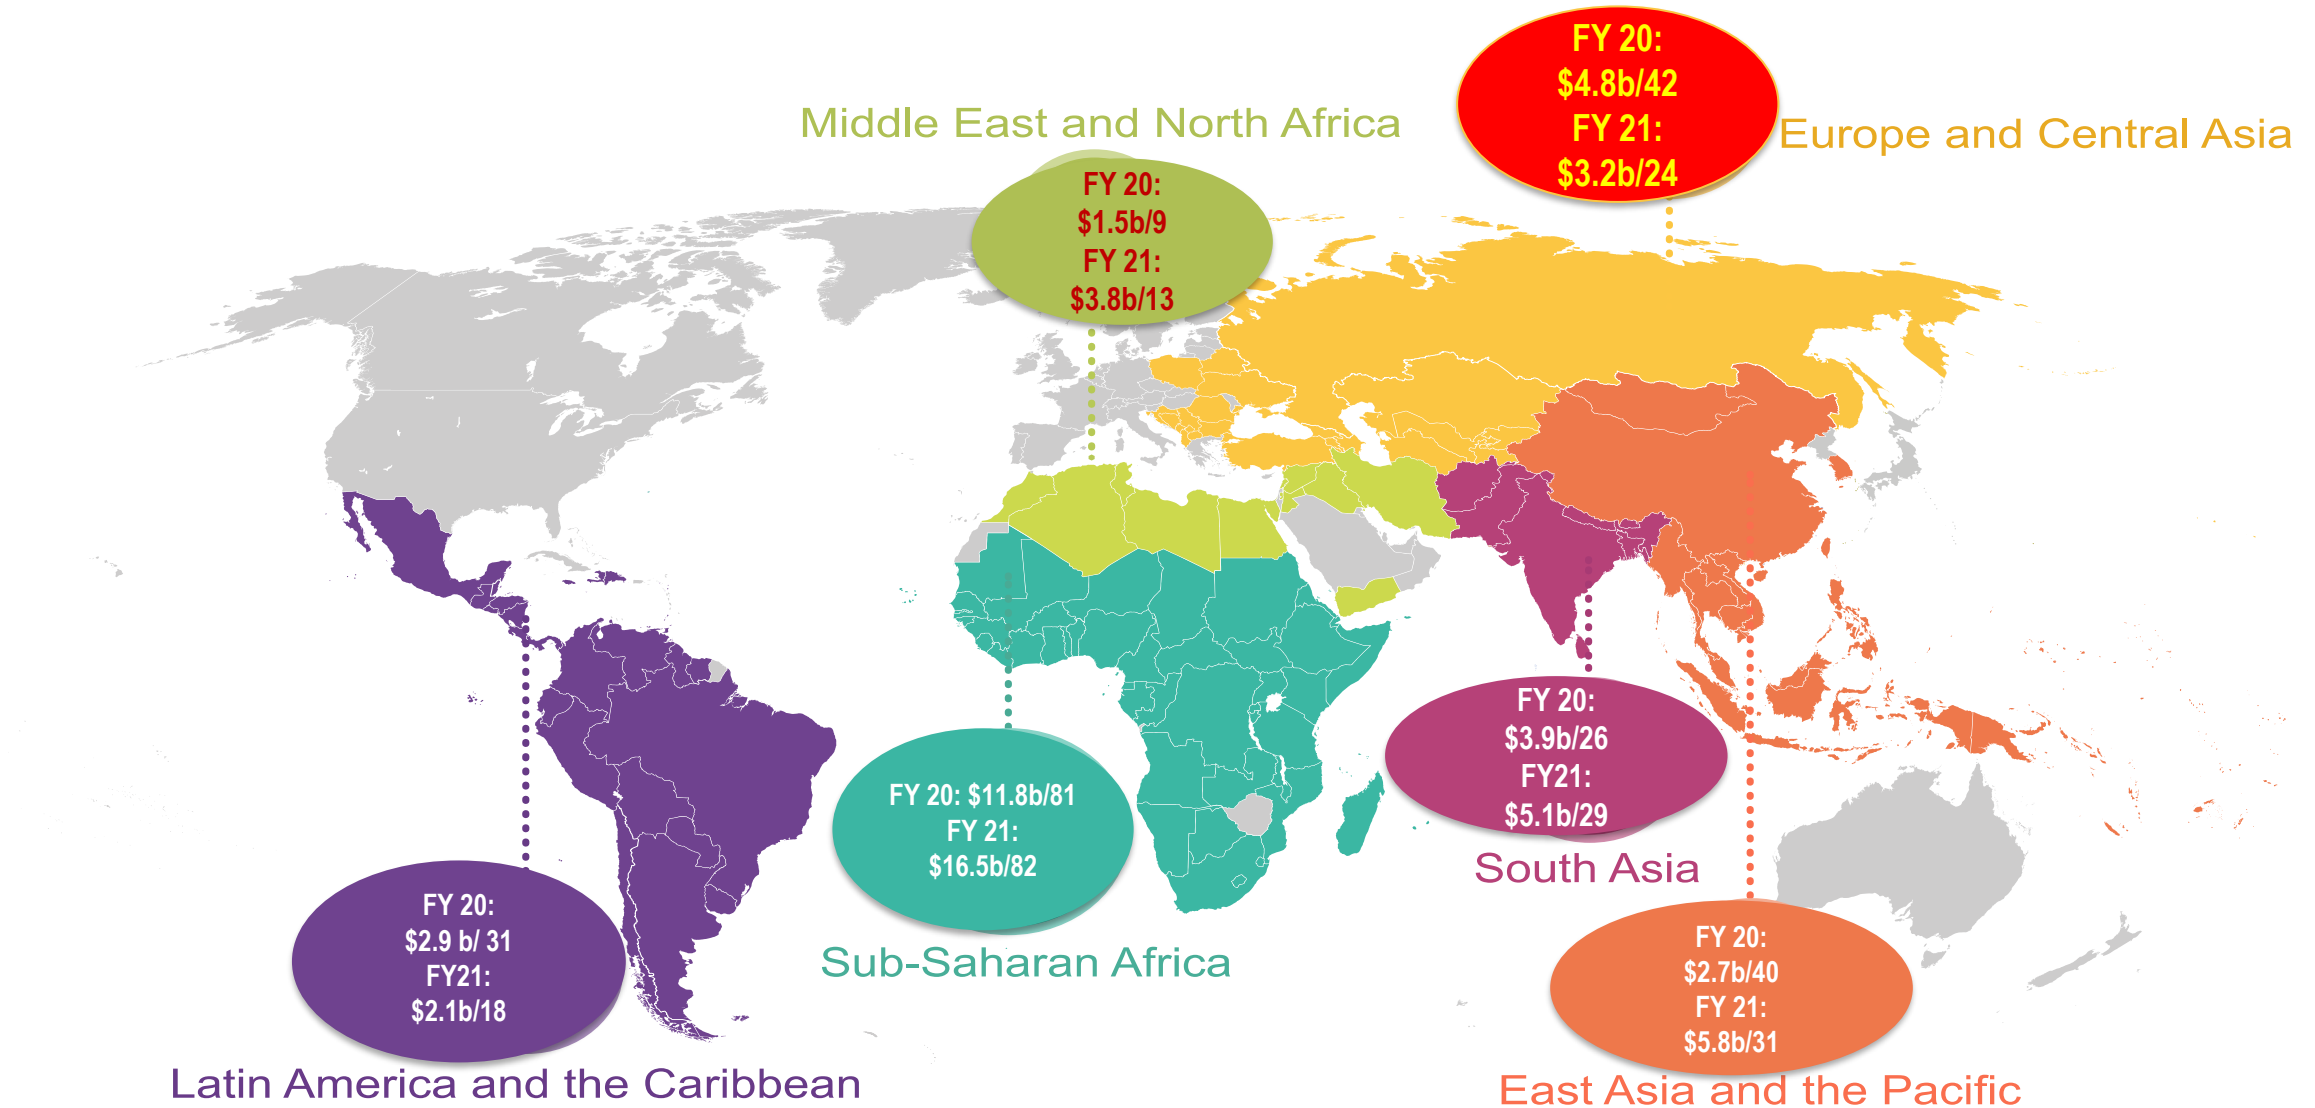 Middle East and North Africa
FY 20:
$1.5b/9
FY 21:
$3.8b/13
FY 20:
$4.8b/42
FY 21:
$3.2b/24
Europe and Central Asia
FY 20:
$2.9 b/ 31
FY21:
$2.1b/18
Latin America and the Caribbean
FY 20: $11.8b/81
FY 21:
$16.5b/82
Sub-Saharan Africa
FY 20:
$3.9b/26
FY21:
$5.1b/29
South Asia
FY 20:
$2.7b/40
FY 21:
$5.8b/31
East Asia and the Pacific